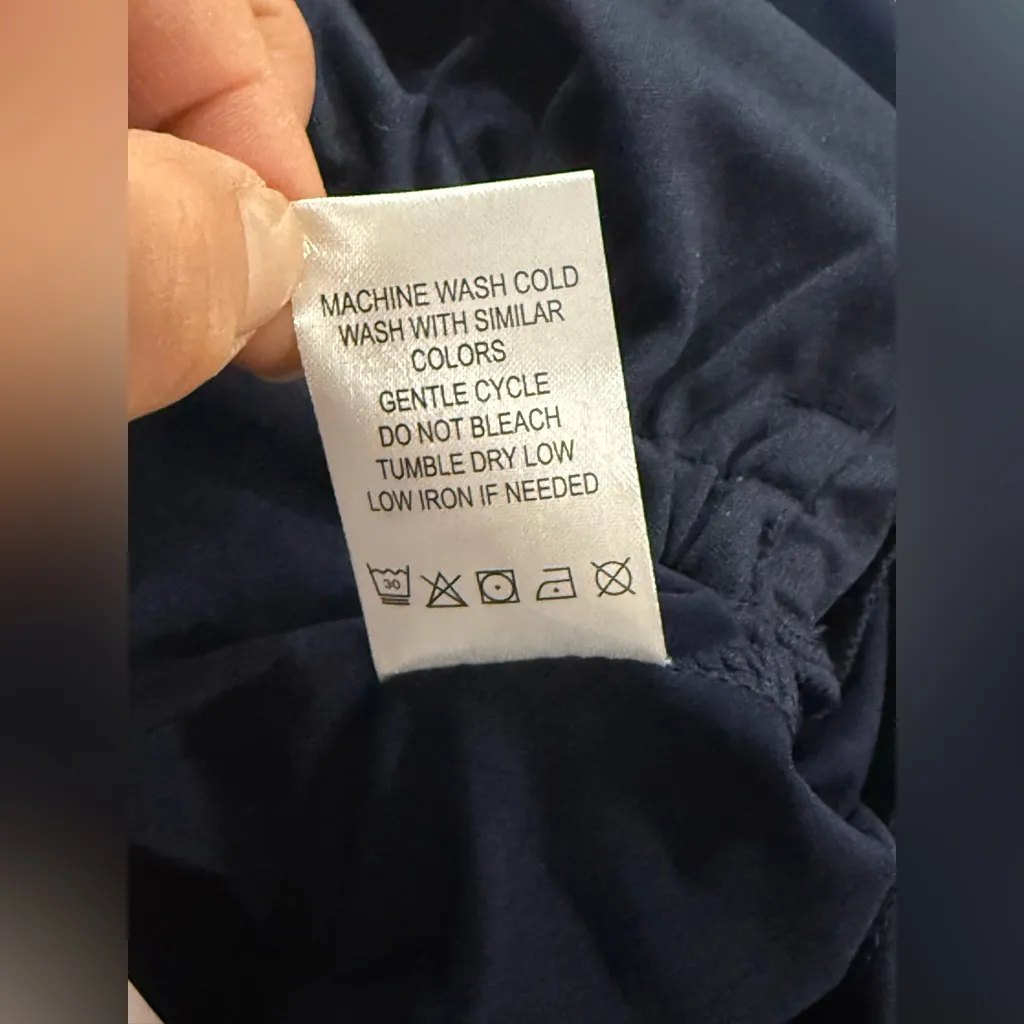 MACHINE WASH COLD
WASH WITH SIMILAR
COLORS
GENTLE CYCLE
DO NOT BLEACH
TUMBLE DRY LOW
LOW IRON IF NEEDED
30